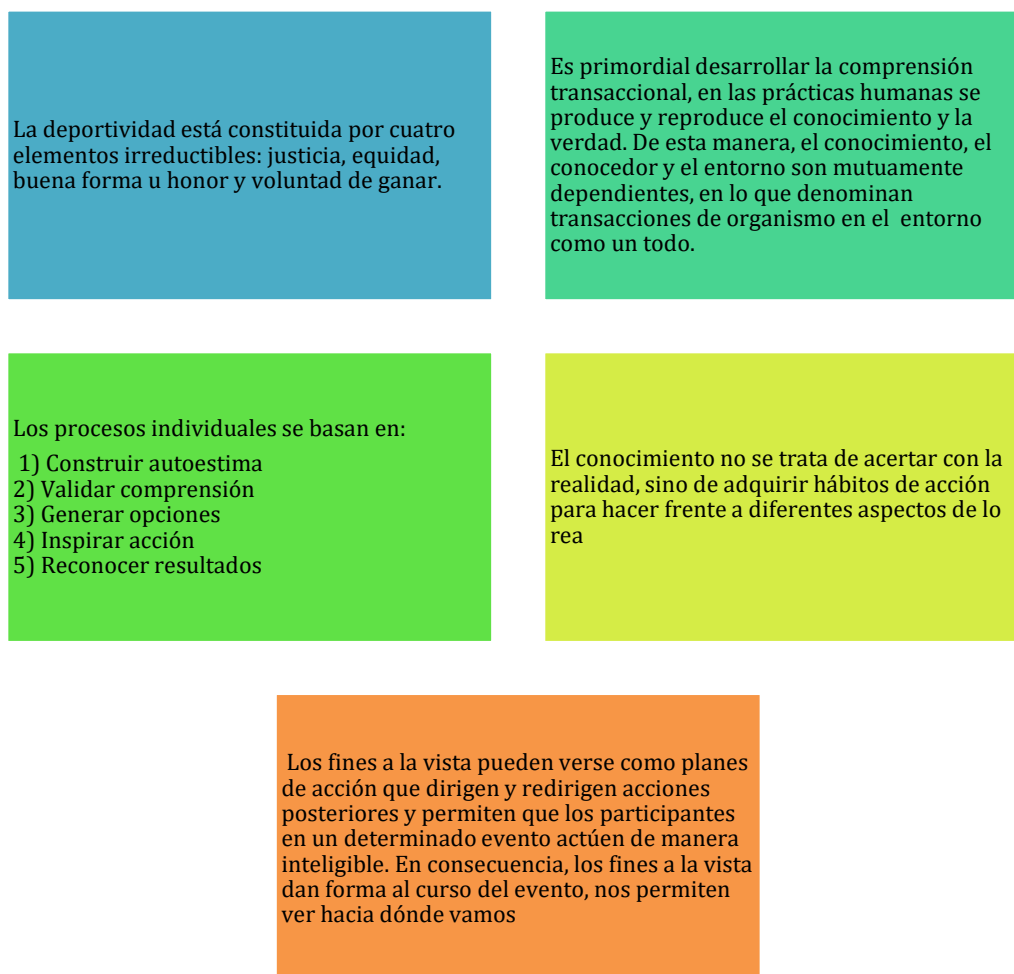 La deportividad está constituida por cuatro
elementos irreductibles: justicia, equidad,
buena forma u honor y voluntad de ganar.
Es primordial desarrollar la comprensión
transaccional, en las prácticas humanas se
produce y reproduce el conocimiento y la
verdad. De esta manera, el conocimiento, el
conocedor y el entorno son mutuamente
dependientes, en lo que denominan
transacciones de organismo en el entorno
como un todo.
Los procesos individuales se basan en:
1) Construir autoestima
2) Validar comprensión
3) Generar opciones
4) Inspirar acción
5) Reconocer resultados
El conocimiento no se trata de acertar con la
realidad, sino de adquirir hábitos de acción
para hacer frente a diferentes aspectos de lo
rea
Los fines a la vista pueden verse como planes
de acción que dirigen y redirigen acciones
posteriores y permiten que los participantes
en un determinado evento actúen de manera
inteligible. En consecuencia, los fines a la vista
dan forma al curso del evento, nos permiten
ver hacia dónde vamos